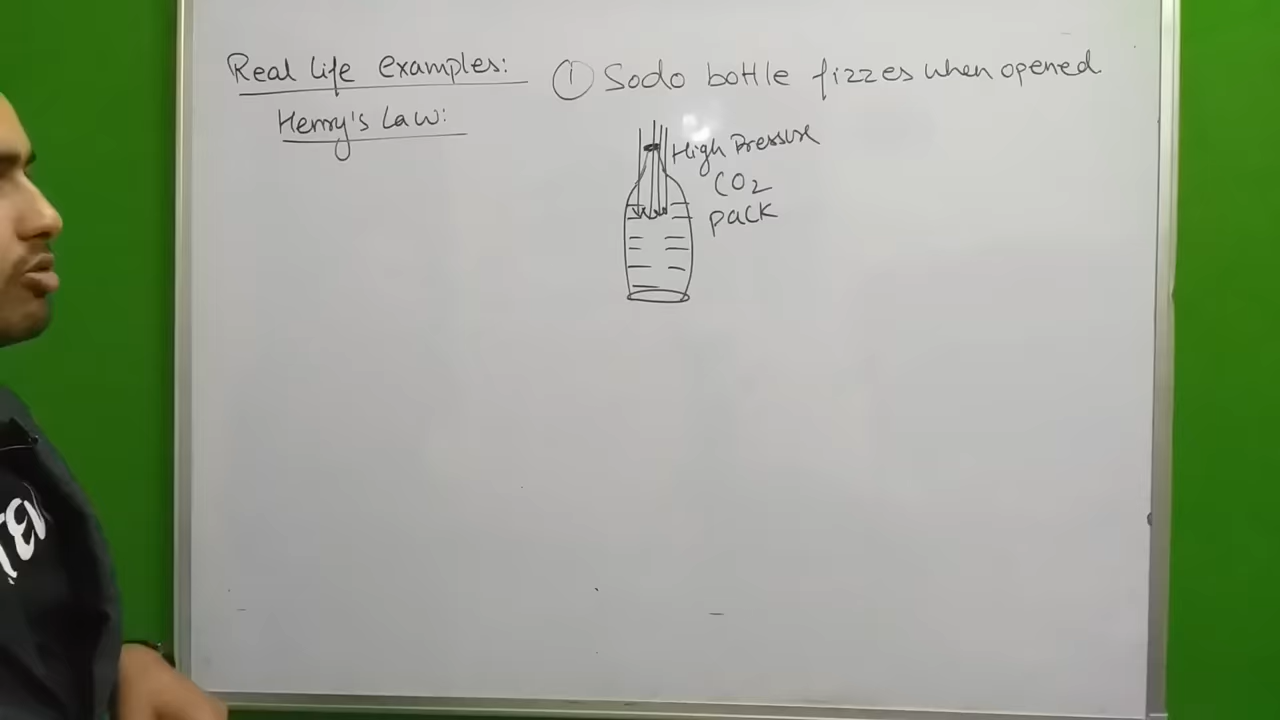 Real life examples:
Henry's Law:
① Sodo bottle fizzes when opened
High Pressure
CO2
pack